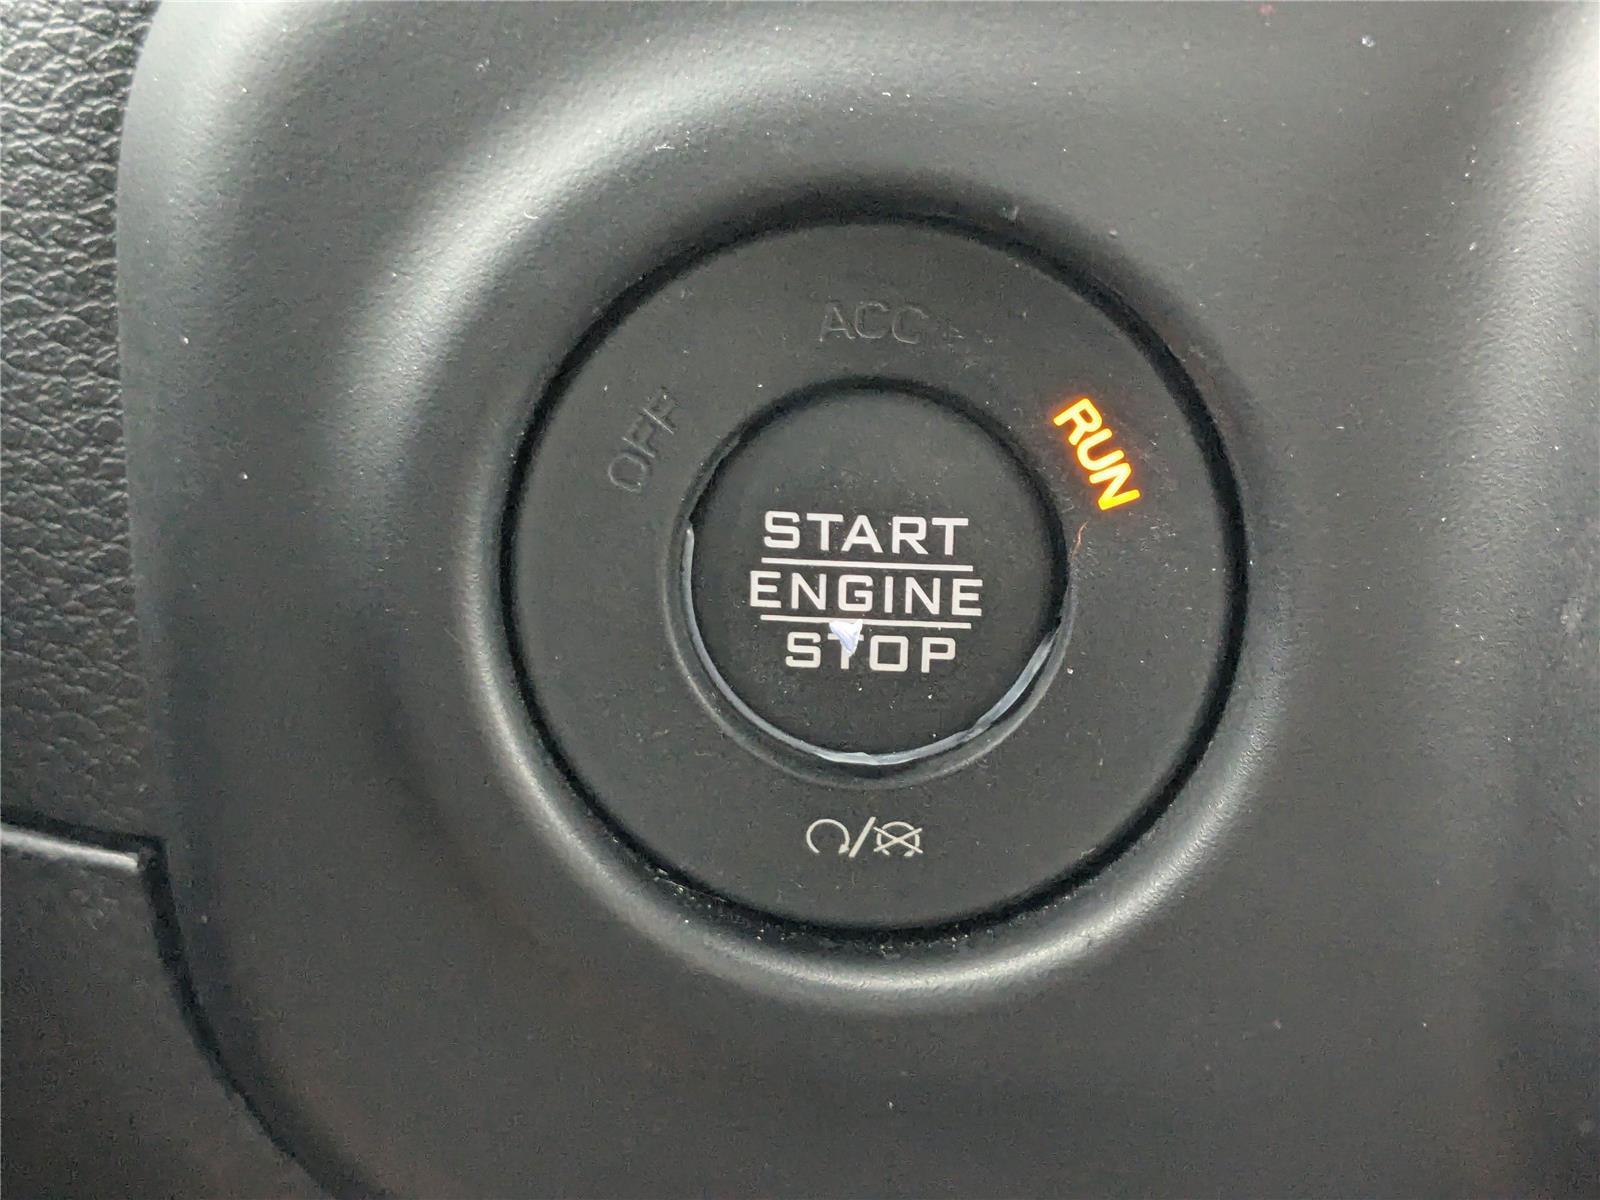 ACC
OFF
RUN
START
ENGINE
STOP